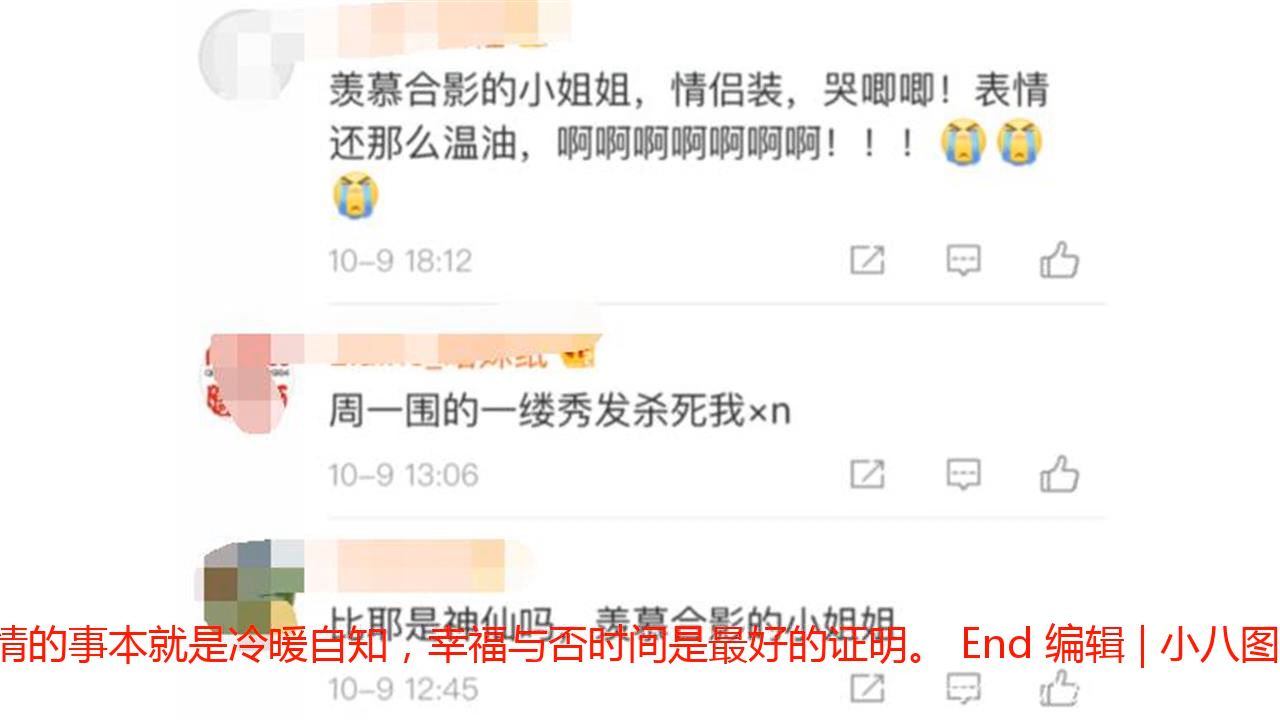 羡慕合影的小姐姐，情侣装，哭唧唧！表情
还那么温油，啊啊啊啊啊啊啊！！！😭😭
😭
10-9 18:12
周一围的一缕秀发杀死我×n
10-9 13:06
比耶是神仙吗，羡慕合影的小姐姐
情的事本就是冷暖自知，幸福与否时间是最好的证明。 End 编辑 | 小八图
10-9 12:45